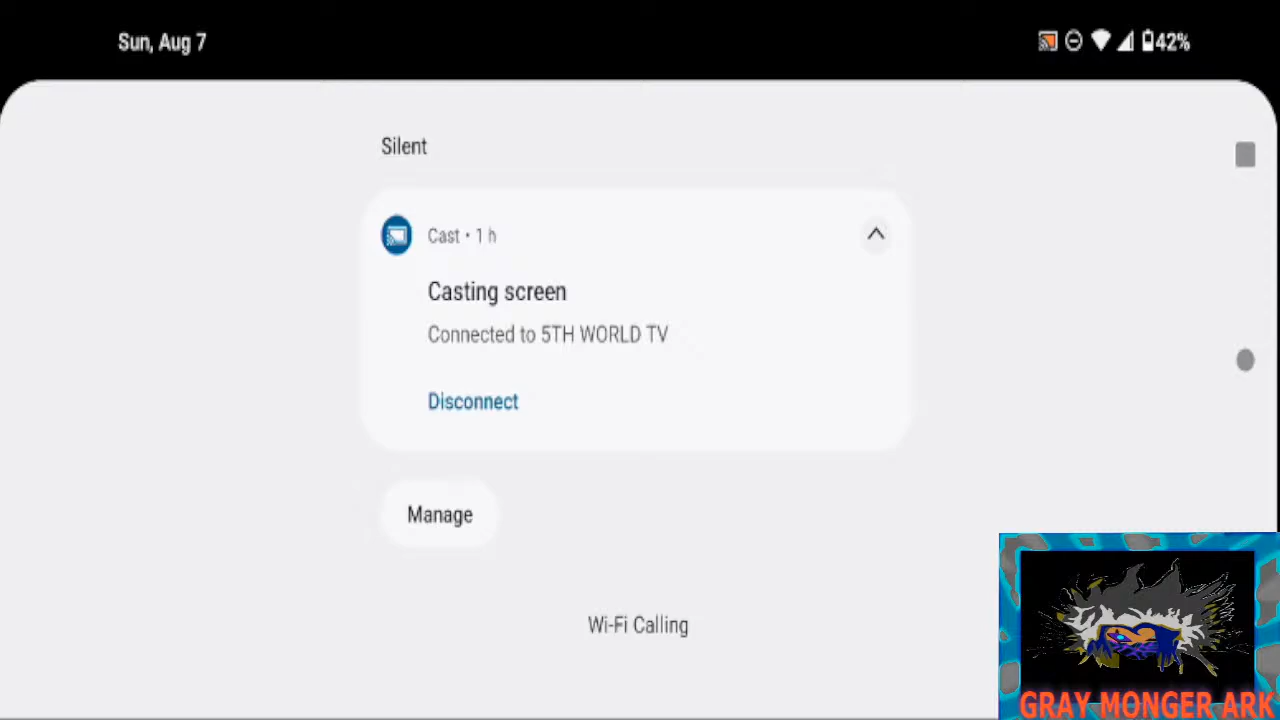 Sun, Aug 7
42%
Silent
Cast • 1 h
Casting screen
Connected to 5TH WORLD TV
Disconnect
Manage
Wi-Fi Calling
GRAY MONGER ARK